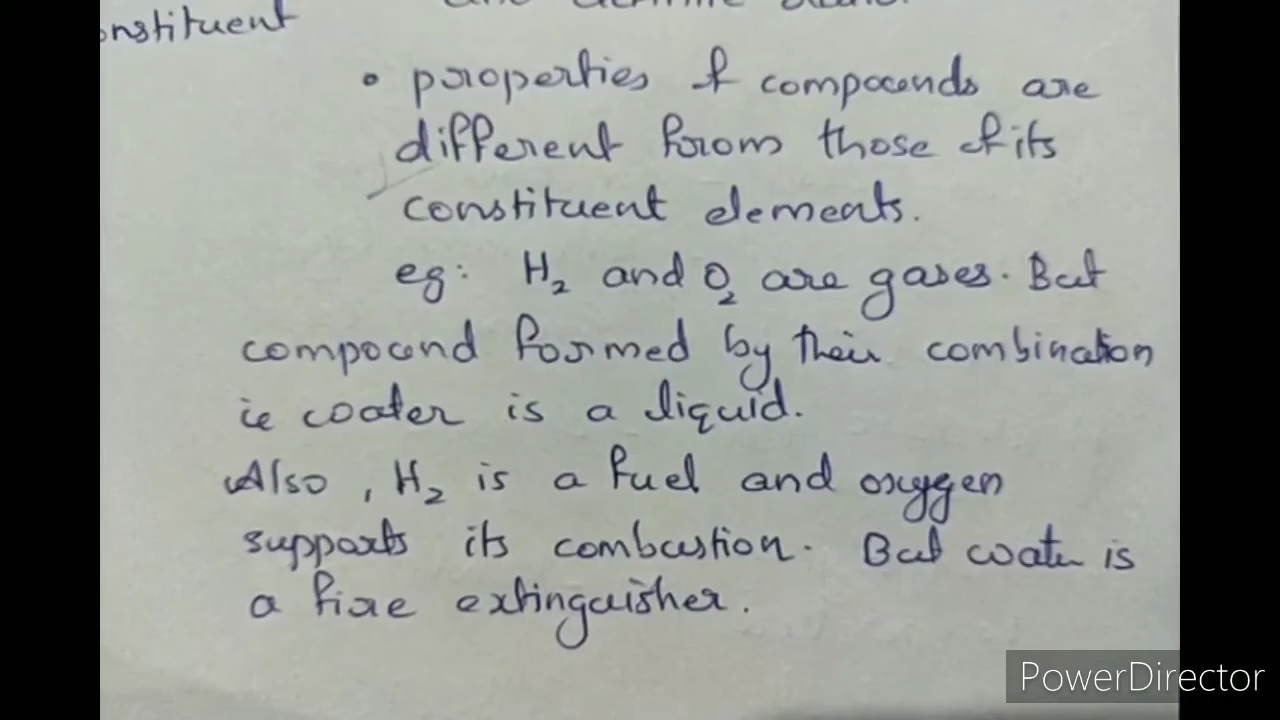 onstituent
• properties of compounds are
different from those of its
constituent elements.
eg: H₂ and O₂ are gases. But
compound formed by their combination
ie water is a liquid.
Also, H₂ is a fuel and oxygen
supports its combustion. But water is
a fire extinguisher.
PowerDirector